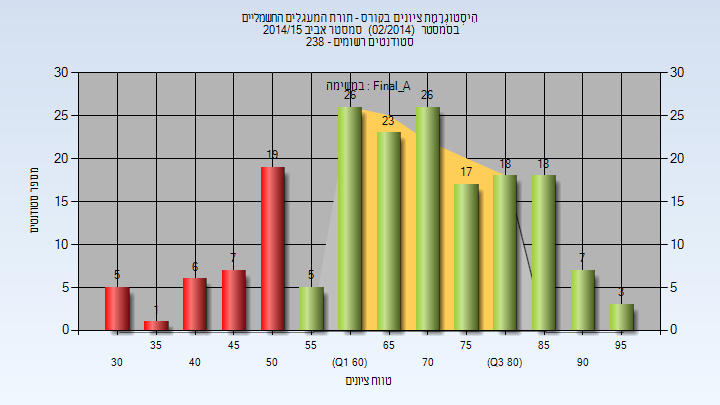 היסטוגרמת ציונים בקורס - תורת המעגלים החשמליים
בסמסטר (02/2014) סמסטר אביב 2014/15
סטודנטים רשומים - 238
במשימה : Final_A
30 30
25 25
20 20
15 15
10 10
5 5
0 0
5 1 6 7 19 5 26 23 26 17 18 18 7 3
מספר סטודנטים
35 45 55 65 75 85 95
30 40 50 (Q1 60) 70 (Q3 80) 90
טווח ציונים